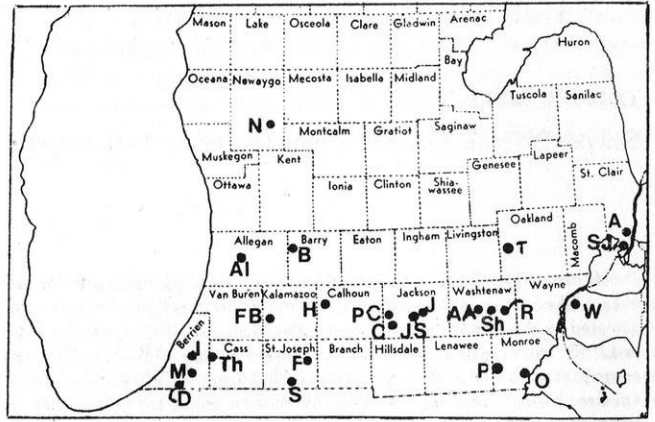 Mason Lake Osceola Clare Gladwin Arenac
Huron
Bay
Oceana Newaygo Mecosta Isabella Midland
Tuscola Sanilac
N
Montcalm Gratiot Saginaw
Muskegon Kent
Genesee Lapeer
Ottawa Ionia Clinton Shia-
wassee
St. Clair
Oakland
Macomb
A
SJ
Allegan Barry Eaton Ingham Livingston
Al B T
Van Buren Kalamazoo Calhoun Jackson Washtenaw Wayne
FB H PC C JS J AA Sh R W
Berrien
J Cass St. Joseph Branch Hillsdale Lenawee Monroe
M Th F P O
D S